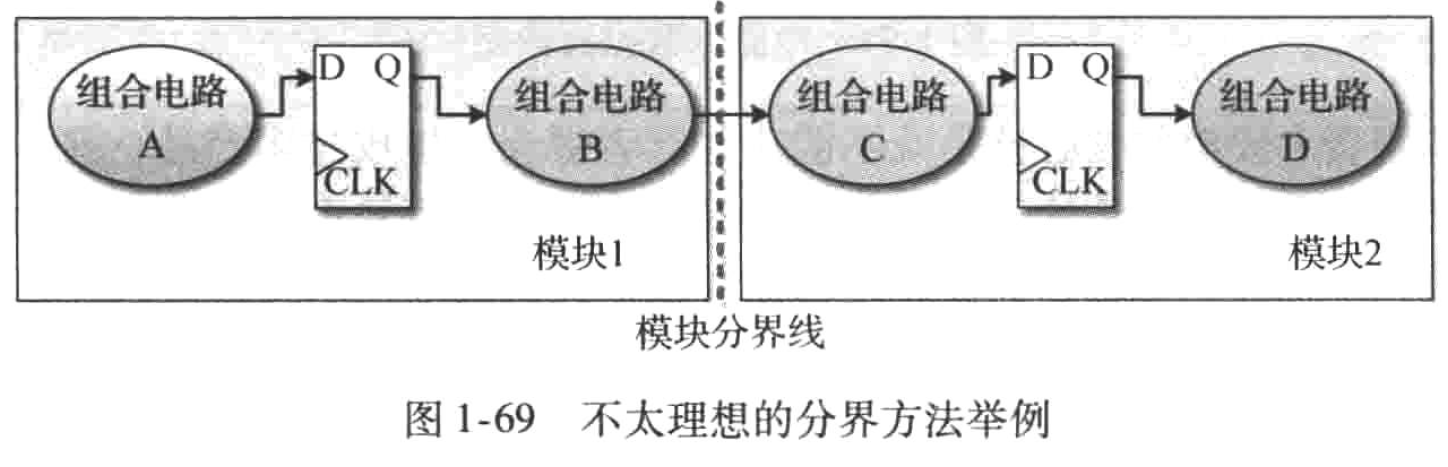 组合电路 D Q 组合电路 组合电路 D Q 组合电路
A B C D
CLK CLK
模块1 模块2
模块分界线
图 1-69 不太理想的分界方法举例